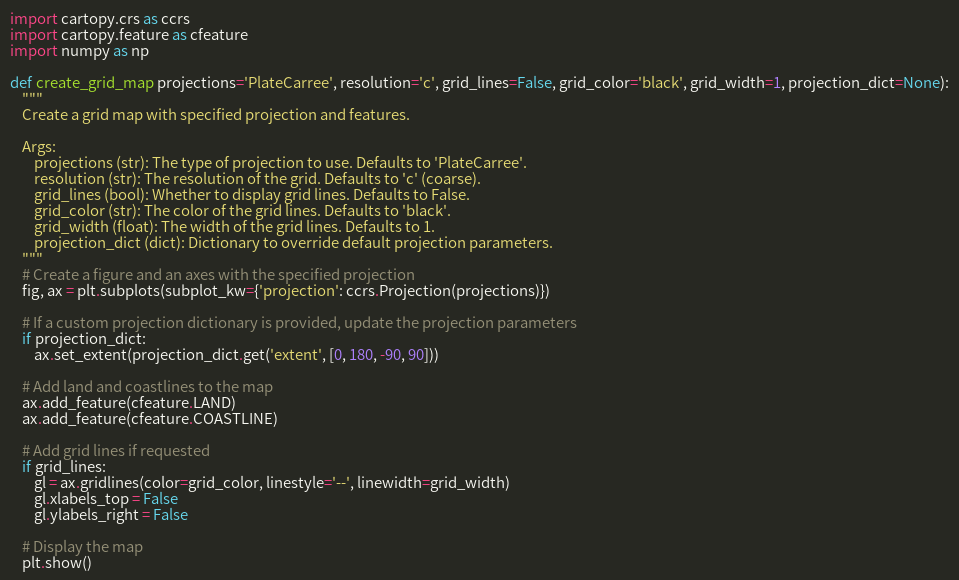 import cartopy.crs as ccrs
import cartopy.feature as cfeature
import numpy as np

def create_grid_map projections='PlateCarree', resolution='c', grid_lines=False, grid_color='black', grid_width=1, projection_dict=None):
    """
    Create a grid map with specified projection and features.

    Args:
        projections (str): The type of projection to use. Defaults to 'PlateCarree'.
        resolution (str): The resolution of the grid. Defaults to 'c' (coarse).
        grid_lines (bool): Whether to display grid lines. Defaults to False.
        grid_color (str): The color of the grid lines. Defaults to 'black'.
        grid_width (float): The width of the grid lines. Defaults to 1.
        projection_dict (dict): Dictionary to override default projection parameters.
    """
    # Create a figure and an axes with the specified projection
    fig, ax = plt.subplots(subplot_kw={'projection': ccrs.Projection(projections)})

    # If a custom projection dictionary is provided, update the projection parameters
    if projection_dict:
        ax.set_extent(projection_dict.get('extent', [0, 180, -90, 90]))

    # Add land and coastlines to the map
    ax.add_feature(cfeature.LAND)
    ax.add_feature(cfeature.COASTLINE)

    # Add grid lines if requested
    if grid_lines:
        gl = ax.gridlines(color=grid_color, linestyle='--', linewidth=grid_width)
        gl.xlabels_top = False
        gl.ylabels_right = False

    # Display the map
    plt.show()